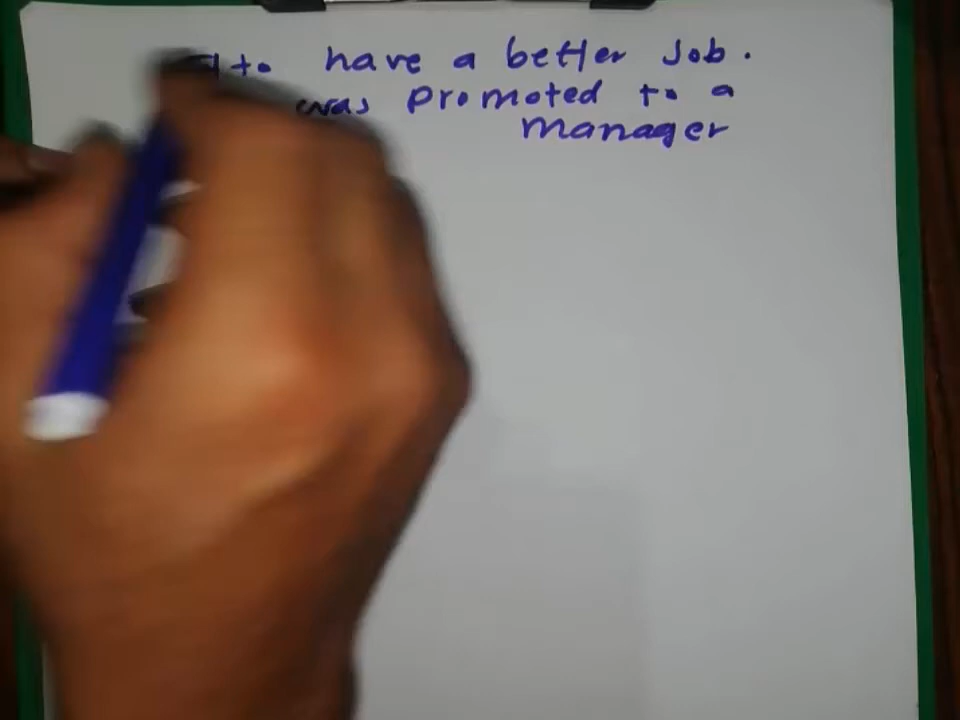 to have a better Job.
was promoted to a
manager